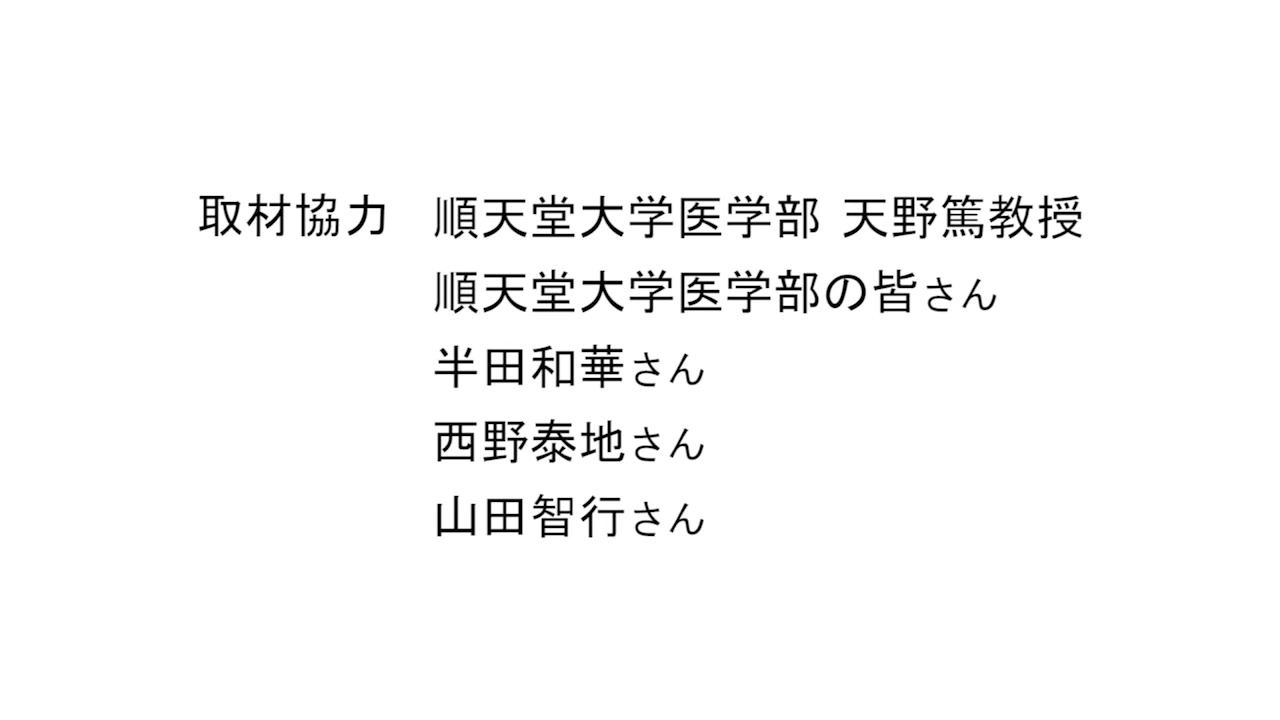 取材協力 順天堂大学医学部 天野篤教授
順天堂大学医学部の皆さん
半田和華さん
西野泰地さん
山田智行さん